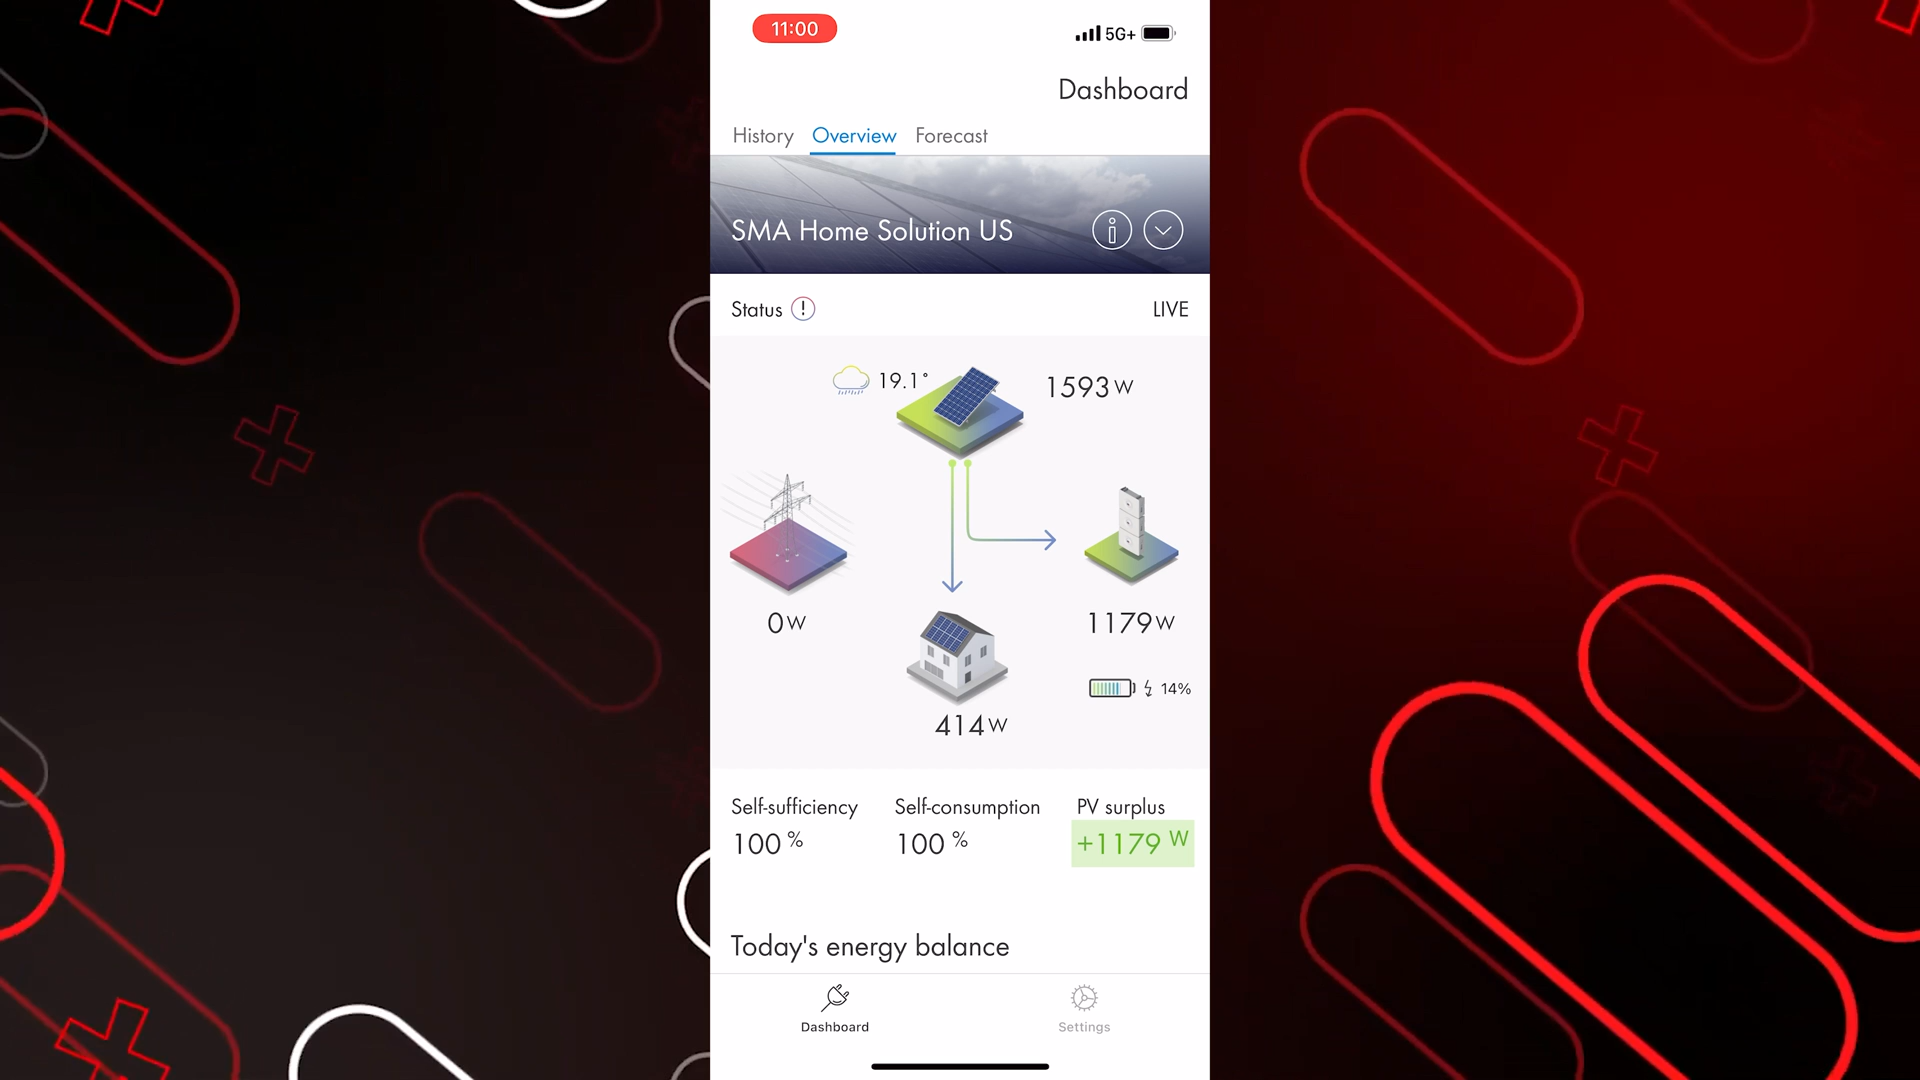 11:00
5G+
Dashboard
History Overview Forecast
SMA Home Solution US
Status LIVE
19.1° 1593 W
0 W
1179 W
14%
414 W
Self-sufficiency Self-consumption PV surplus
100 % 100 % +1179 W
Today's energy balance
Dashboard Settings